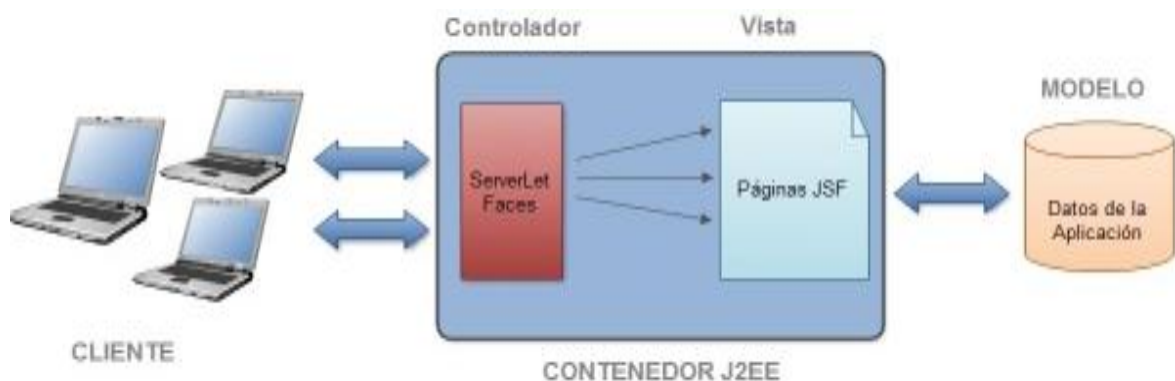 Controlador
Vista
MODELO
ServerLet
Faces
Páginas JSF
Datos de la
Aplicación
CLIENTE
CONTENEDOR J2EE